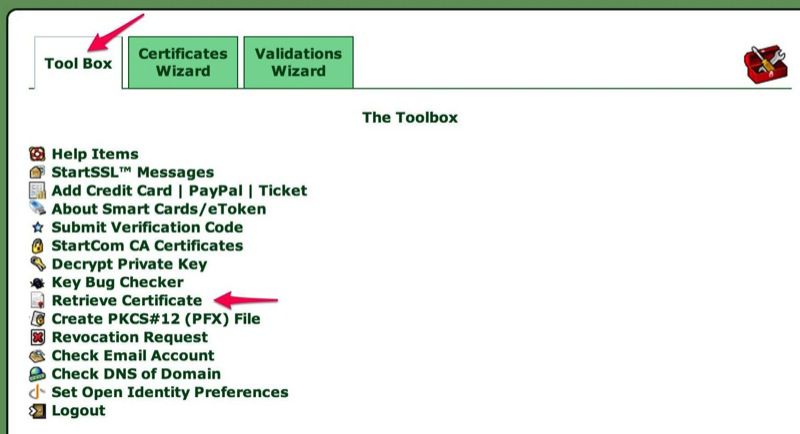 Tool Box
Certificates
Wizard
Validations
Wizard
The Toolbox
Help Items
StartSSL™ Messages
Add Credit Card | PayPal | Ticket
About Smart Cards/eToken
Submit Verification Code
StartCom CA Certificates
Decrypt Private Key
Key Bug Checker
Retrieve Certificate
Create PKCS#12 (PFX) File
Revocation Request
Check Email Account
Check DNS of Domain
Set Open Identity Preferences
Logout